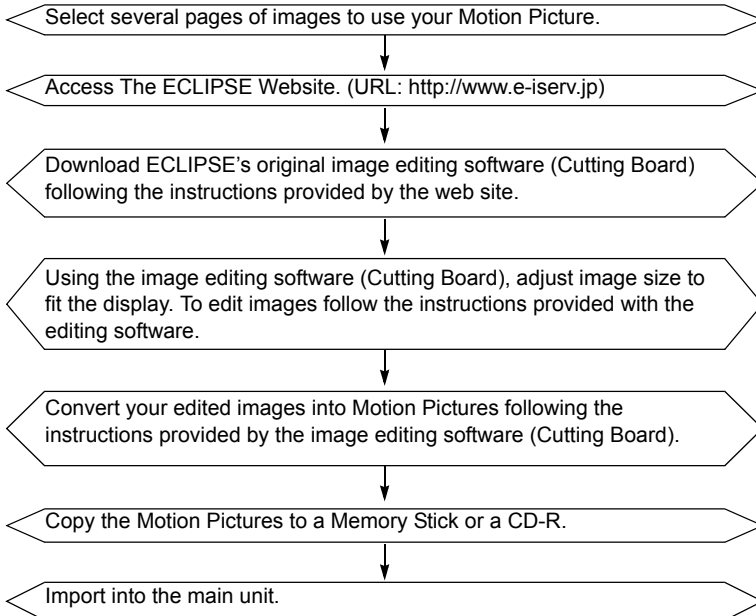 Select several pages of images to use your Motion Picture.
Access The ECLIPSE Website. (URL: http://www.e-iserv.jp)
Download ECLIPSE’s original image editing software (Cutting Board)
following the instructions provided by the web site.
Using the image editing software (Cutting Board), adjust image size to
fit the display. To edit images follow the instructions provided with the
editing software.
Convert your edited images into Motion Pictures following the
instructions provided by the image editing software (Cutting Board).
Copy the Motion Pictures to a Memory Stick or a CD-R.
Import into the main unit.